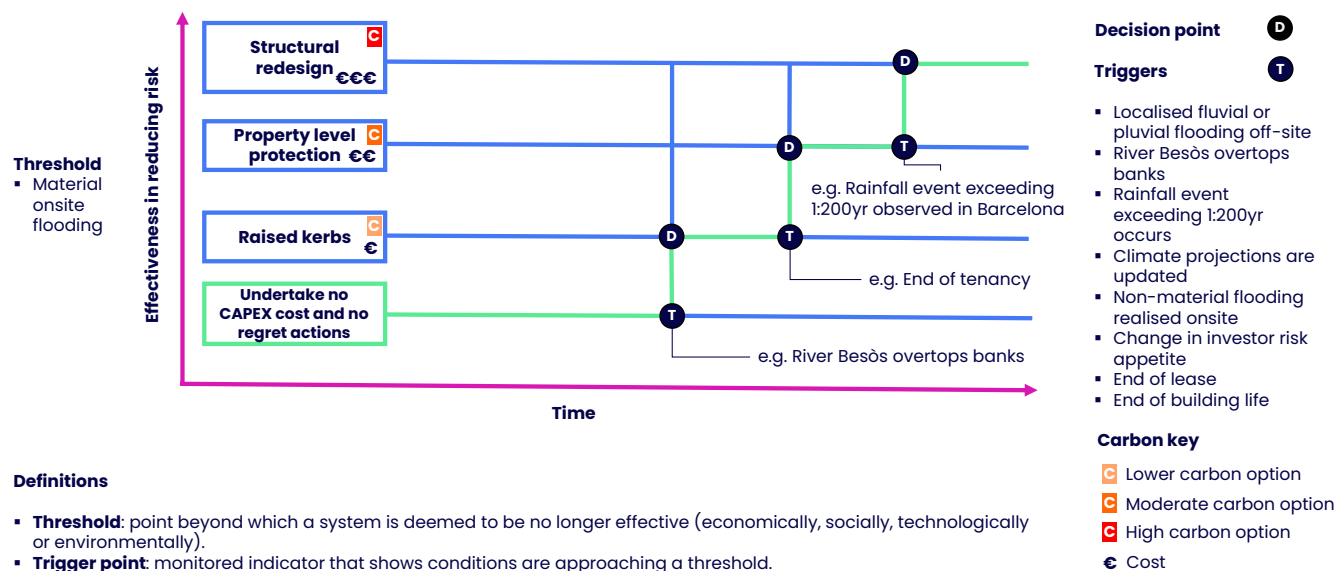 Threshold
▪ Material
onsite
flooding
Effectiveness in reducing risk
Structural
redesign
€€€
C
Property level
protection €€
C
Raised kerbs
€
C
Undertake no
CAPEX cost and no
regret actions
D
T
D
T
D
T
e.g. Rainfall event exceeding
1:200yr observed in Barcelona
e.g. End of tenancy
e.g. River Besòs overtops banks
Time
Decision point D
Triggers T
▪ Localised fluvial or
pluvial flooding off-site
▪ River Besòs overtops
banks
▪ Rainfall event
exceeding 1:200yr
occurs
▪ Climate projections are
updated
▪ Non-material flooding
realised onsite
▪ Change in investor risk
appetite
▪ End of lease
▪ End of building life
Carbon key
C Lower carbon option
C Moderate carbon option
C High carbon option
€ Cost
Definitions
▪ Threshold: point beyond which a system is deemed to be no longer effective (economically, socially, technologically
or environmentally).
▪ Trigger point: monitored indicator that shows conditions are approaching a threshold.